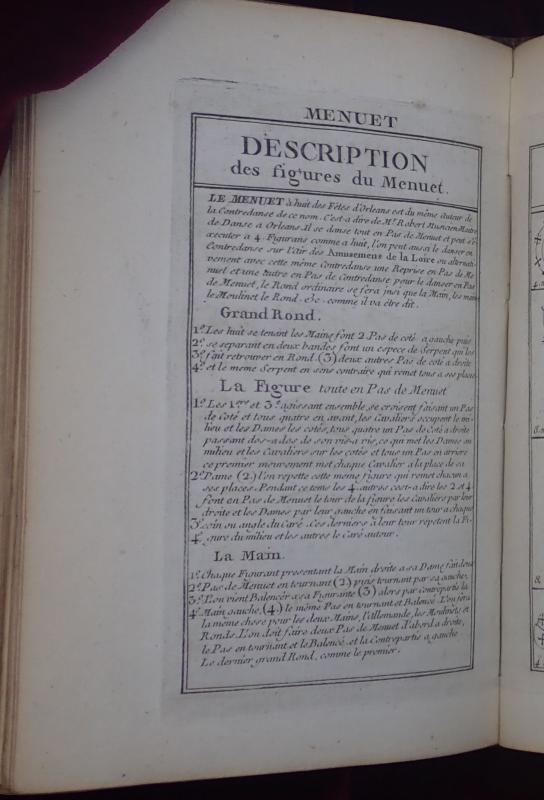 MENUET
DESCRIPTION
des figures du Menuet.
LE MENUET à huit des Fêtes d'Orleans est du même auteur de
la Contredanse de ce nom. C'est a dire de Mr. Robert Maitre
de Danse a Orleans. Il se danse tout en Pas de Menuet et peut s'é
xecuter a 4. Figurans comme a huit, l'on peut aussi le danser en
Contredanse sur l'air des Amusemens de la Loire ou alternati-
vement avec cette même Contredanse une Reprise en Pas de Me
nuet et une autre en Pas de Contredanse pour le danser en Pas
de Menuet, le Rond ordinaire se fera insi que la Main, les mains
le Moulinet le Rond. &c. comme il va être dit.
Grand Rond.
1º. Les huit se tenant les Mains font 2. Pas de coté a gauche puis
2º. se separant en deux bandes font un espece de Serpent qui les
3º. fait retrouver en Rond. (3) deux autres Pas de coté a droite
4º. et le meme Serpent en sens contraire qui remet tous a ses places
La Figure toute en Pas de Menuet
1º. Les 1ers et 3es agissant ensemble, se croisent faisant un Pas
de Coté et tous quatre en avant, les Cavaliers occupent le mi-
lieu et les Dames les cotés, tous quatre un Pas de Coté a droite
passant dos-a dos de son vis-a vis, ce qui met les Dames au
milieu et les Cavaliers sur les cotés et tous un Pas en arriere
ce premier mouvement met chaque Cavalier a la place de sa
2º. Dame (2.) l'on repette cette même figure qui remet chacun a
ses places. Pendant ce tems les 4. autres cest-a dire les 2 et 4
font en Pas de Menuet le tour de la figure les Cavaliers par leur
droite et les Dames par leur gauche en faisant un tour a chaque
3º. coin ou angle du Caré. Ces derniers à leur tour repetent la Fi-
4º. gure du milieu et les autres le Caré autour.
La Main.
1º. Chaque Figurant presentant la Main droite a sa Dame fait deux
2º. Pas de Menuet en tournant (2) puis tournant par sa gauche,
3º. L'on vient Balencér a sa Figurante (3) alors par contrepartis la
4º. Main gauche, (4.) le même Pas en tournant et Balencé. L'on fera
la même chose pour les deux Mains, l'Allemande, les Moulinets et
Ronds. L'on doit faire deux Pas de Menuet d'abord a droite,
le Pas en tournant et le Balencé, et la Contrepartis a gauche.
Le dernier grand Rond, comme le premier.